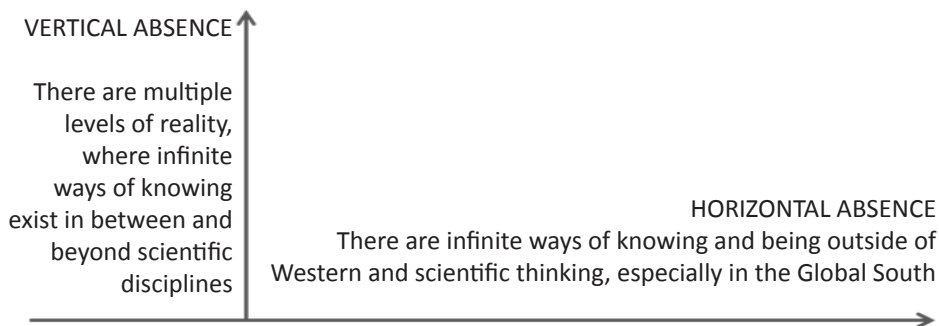 VERTICAL ABSENCE
There are multiple
levels of reality,
where infinite
ways of knowing
exist in between and
beyond scientific
disciplines
HORIZONTAL ABSENCE
There are infinite ways of knowing and being outside of
Western and scientific thinking, especially in the Global South